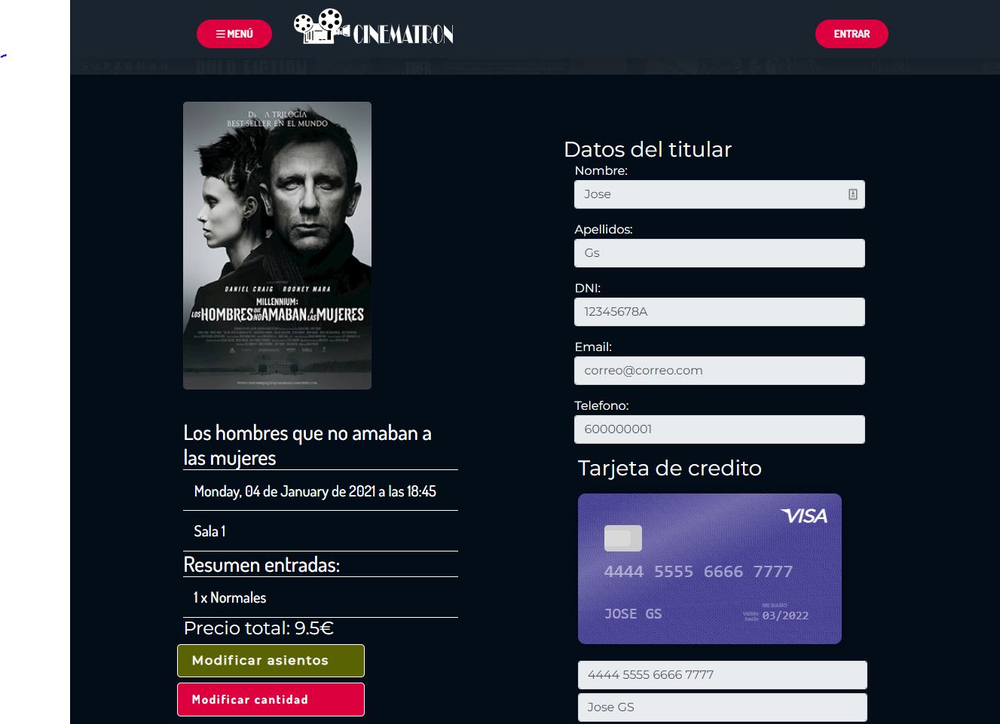 MENÚ
CINEMATRON
ENTRAR
SUPERMAN
JOKER
KILL BILL
A TRILOGÍA
BEST-SELLER EN EL MUNDO
DANIEL CRAIG ROONEY MARA
MILLENNIUM:
LOS HOMBRES QUE NO AMABAN A LAS MUJERES
Los hombres que no amaban a
las mujeres
Monday, 04 de January de 2021 a las 18:45
Sala 1
Resumen entradas:
1 x Normales
Precio total: 9.5€
Modificar asientos
Modificar cantidad
Datos del titular
Nombre:
Jose
Apellidos:
Gs
DNI:
12345678A
Email:
correo@correo.com
Telefono:
600000001
Tarjeta de credito
VISA
4444 5555 6666 7777
JOSE GS
MES/AÑO
Válido
hasta
03/2022
4444 5555 6666 7777
Jose GS